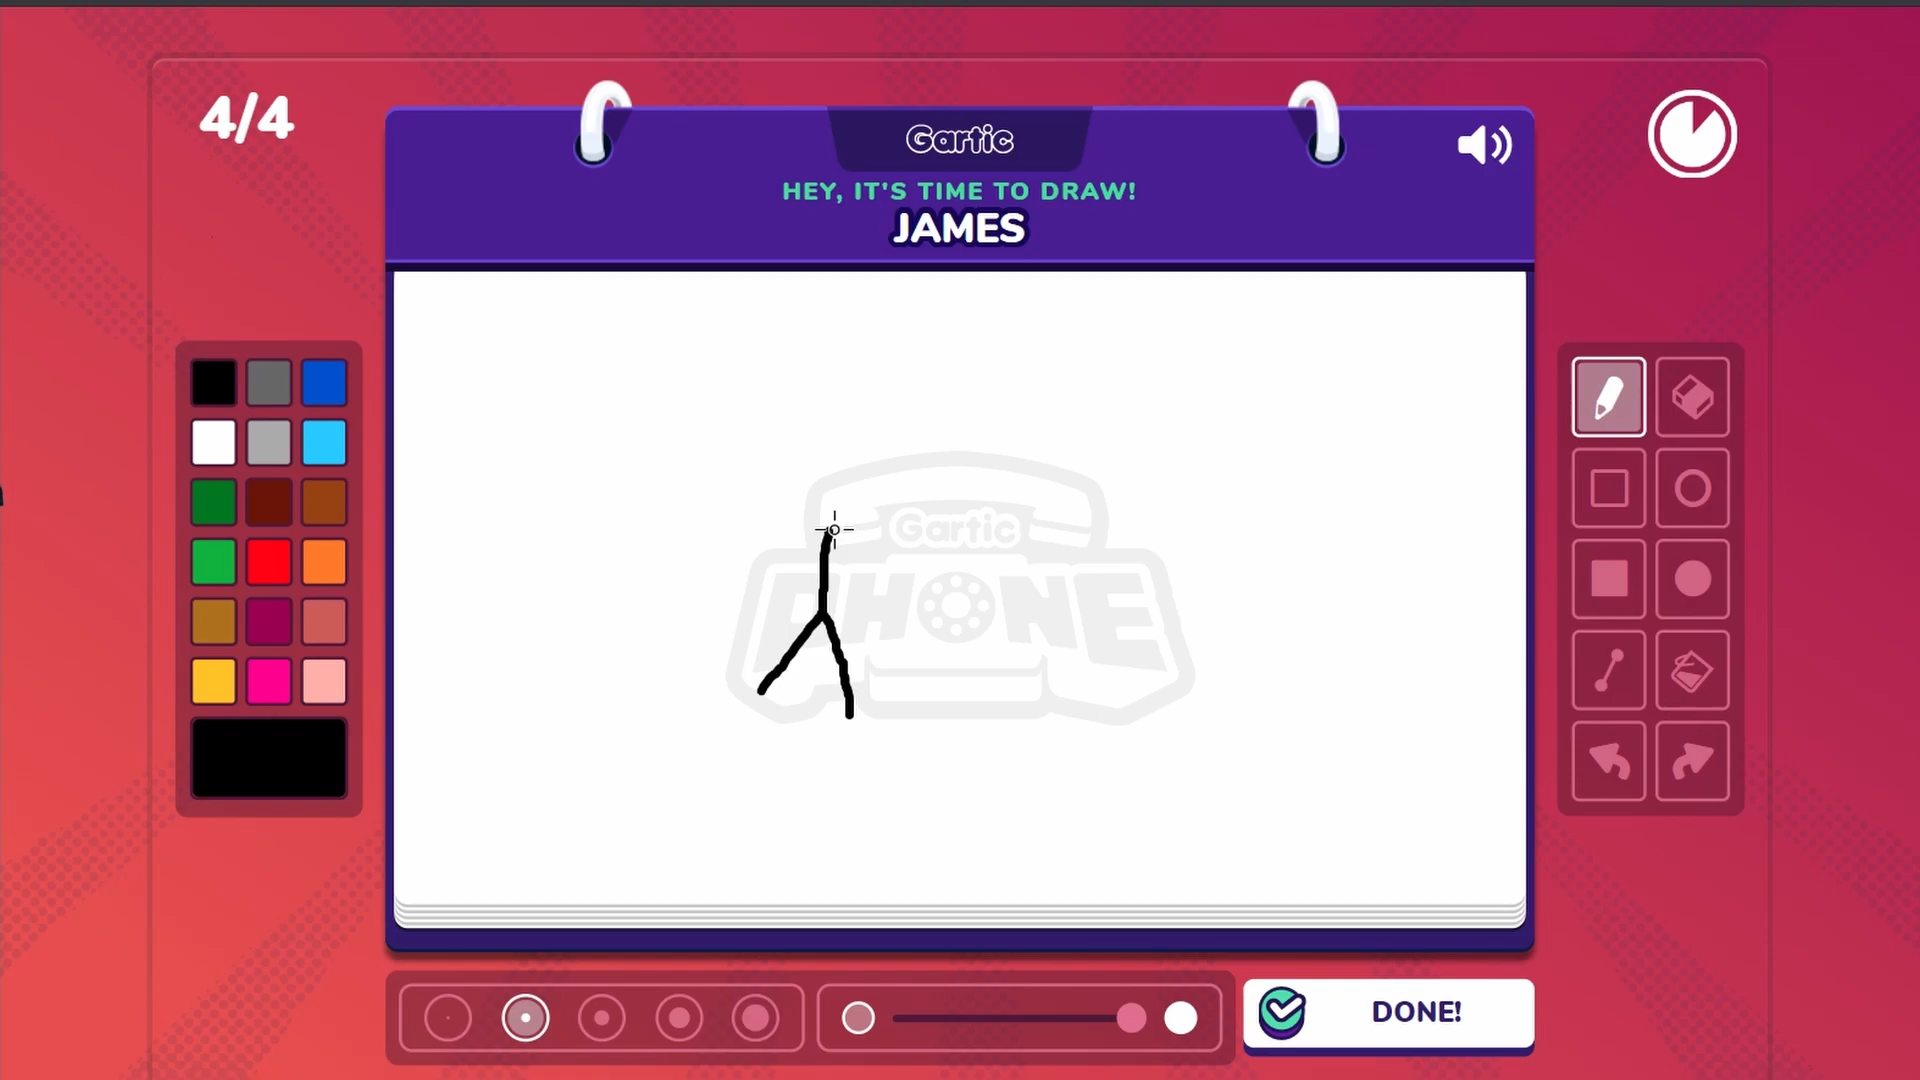 4/4
Gartic
HEY, IT'S TIME TO DRAW!
JAMES
Gartic
PHONE
DONE!